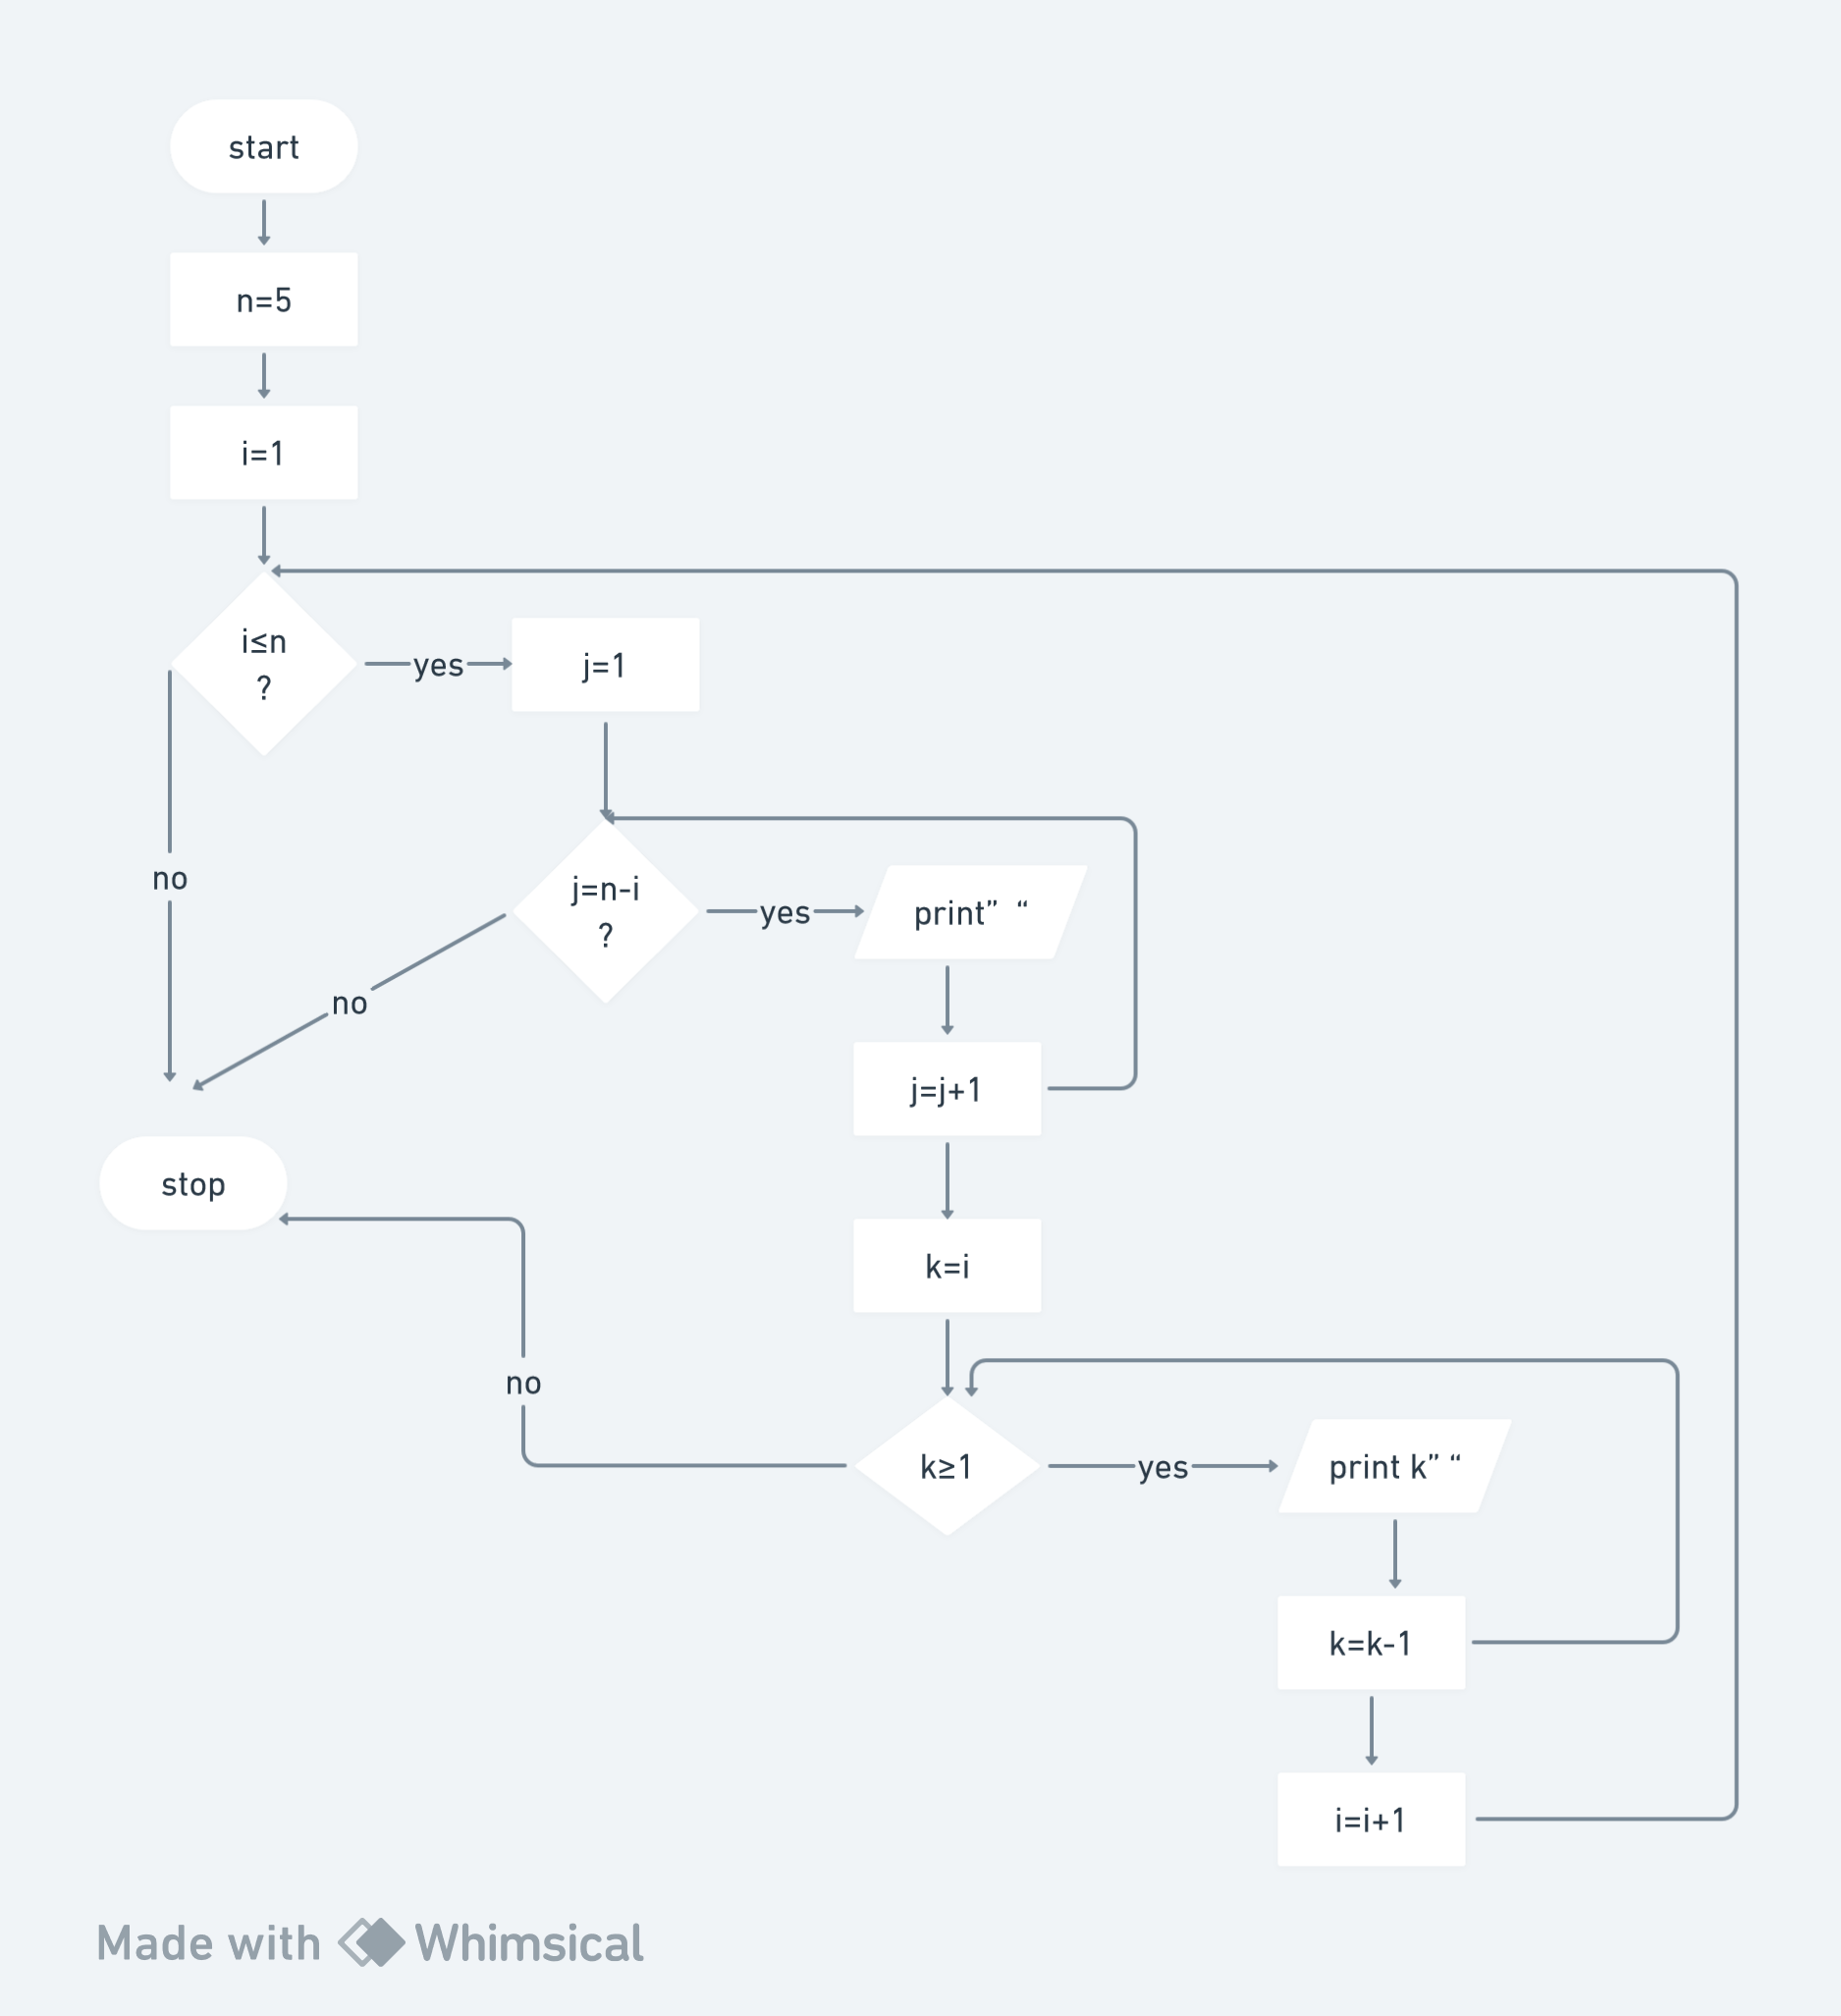 start
n=5
i=1
i≤n
?
yes
j=1
no
j=n-i
?
yes
print”  “
no
j=j+1
stop
k=i
no
k≥1
yes
print k” “
k=k-1
i=i+1
Made with Whimsical